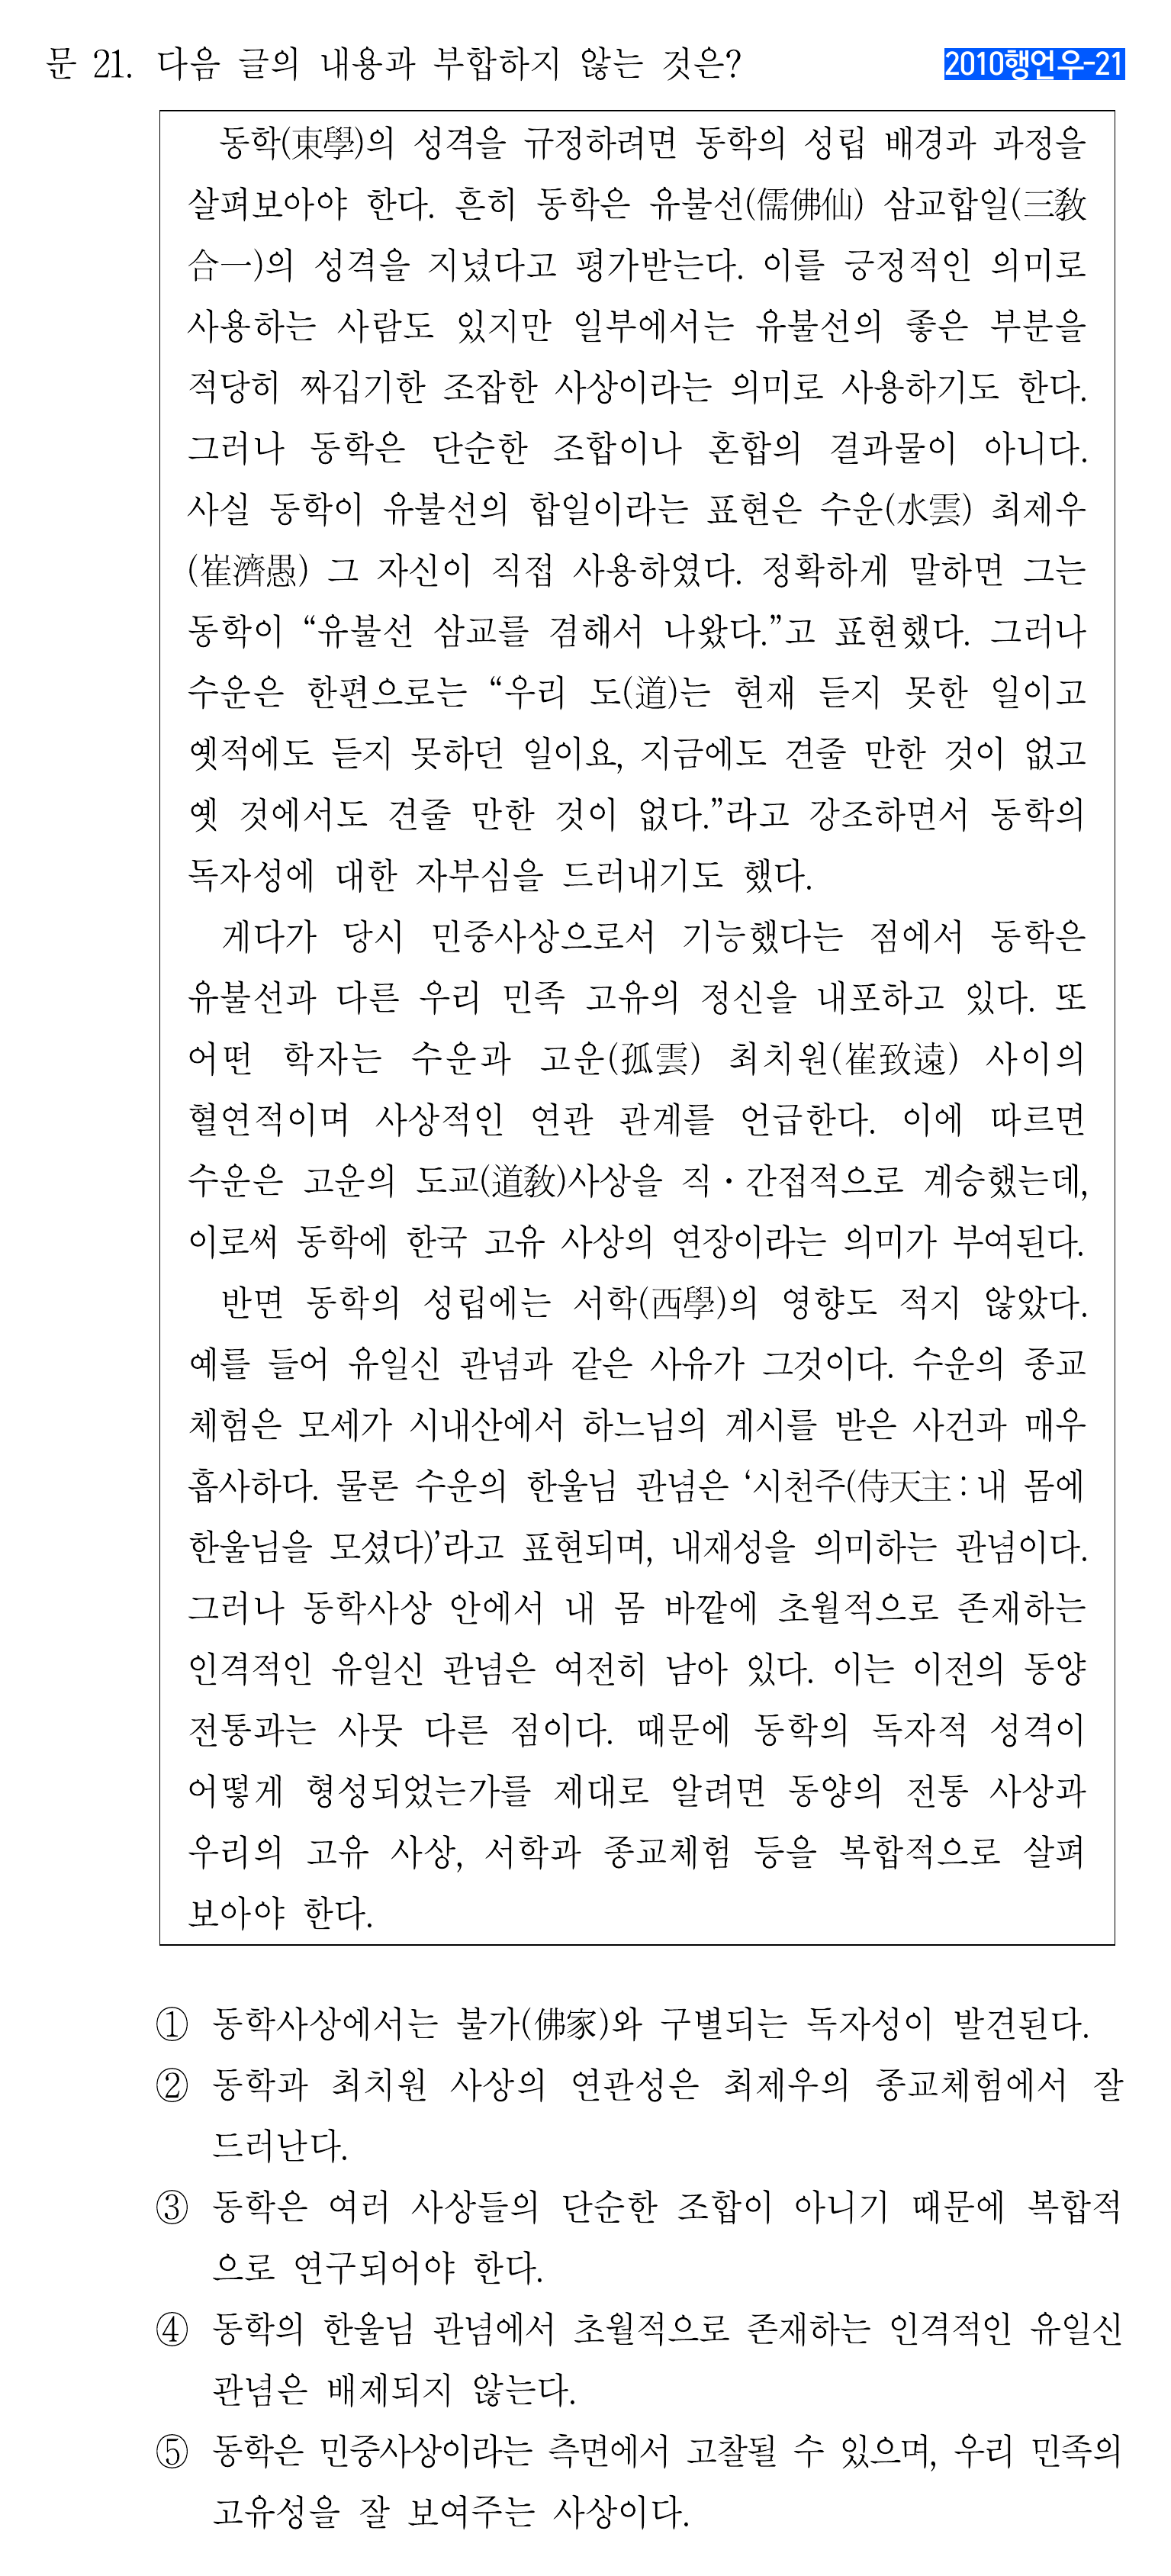 문 21. 다음 글의 내용과 부합하지 않는 것은?
2010행언우-21
동학(東學)의 성격을 규정하려면 동학의 성립 배경과 과정을
살펴보아야 한다. 흔히 동학은 유불선(儒佛仙) 삼교합일(三敎
合一)의 성격을 지녔다고 평가받는다. 이를 긍정적인 의미로
사용하는 사람도 있지만 일부에서는 유불선의 좋은 부분을
적당히 짜깁기한 조잡한 사상이라는 의미로 사용하기도 한다.
그러나 동학은 단순한 조합이나 혼합의 결과물이 아니다.
사실 동학이 유불선의 합일이라는 표현은 수운(水雲) 최제우
(崔濟愚) 그 자신이 직접 사용하였다. 정확하게 말하면 그는
동학이 “유불선 삼교를 겸해서 나왔다.”고 표현했다. 그러나
수운은 한편으로는 “우리 도(道)는 현재 듣지 못한 일이고
옛적에도 듣지 못하던 일이요, 지금에도 견줄 만한 것이 없고
옛 것에서도 견줄 만한 것이 없다.”라고 강조하면서 동학의
독자성에 대한 자부심을 드러내기도 했다.
게다가 당시 민중사상으로서 기능했다는 점에서 동학은
유불선과 다른 우리 민족 고유의 정신을 내포하고 있다. 또
어떤 학자는 수운과 고운(孤雲) 최치원(崔致遠) 사이의
혈연적이며 사상적인 연관 관계를 언급한다. 이에 따르면
수운은 고운의 도교(道敎)사상을 직・간접적으로 계승했는데,
이로써 동학에 한국 고유 사상의 연장이라는 의미가 부여된다.
반면 동학의 성립에는 서학(西學)의 영향도 적지 않았다.
예를 들어 유일신 관념과 같은 사유가 그것이다. 수운의 종교
체험은 모세가 시내산에서 하느님의 계시를 받은 사건과 매우
흡사하다. 물론 수운의 한울님 관념은 ‘시천주(侍天主 : 내 몸에
한울님을 모셨다)’라고 표현되며, 내재성을 의미하는 관념이다.
그러나 동학사상 안에서 내 몸 바깥에 초월적으로 존재하는
인격적인 유일신 관념은 여전히 남아 있다. 이는 이전의 동양
전통과는 사뭇 다른 점이다. 때문에 동학의 독자적 성격이
어떻게 형성되었는가를 제대로 알려면 동양의 전통 사상과
우리의 고유 사상, 서학과 종교체험 등을 복합적으로 살펴
보아야 한다.
① 동학사상에서는 불가(佛家)와 구별되는 독자성이 발견된다.
② 동학과 최치원 사상의 연관성은 최제우의 종교체험에서 잘
드러난다.
③ 동학은 여러 사상들의 단순한 조합이 아니기 때문에 복합적
으로 연구되어야 한다.
④ 동학의 한울님 관념에서 초월적으로 존재하는 인격적인 유일신
관념은 배제되지 않는다.
⑤ 동학은 민중사상이라는 측면에서 고찰될 수 있으며, 우리 민족의
고유성을 잘 보여주는 사상이다.